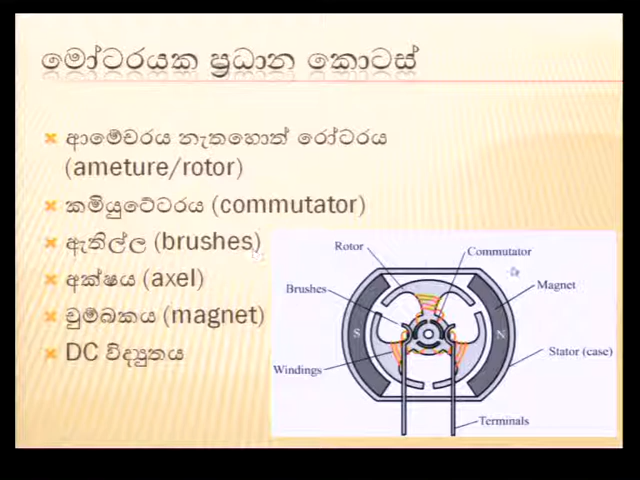 මෝටරයක ප්‍රධාන කොටස්
ආමේචරය නැතහොත් රෝටරය
(ameture/rotor)
කම්යුටේටරය (commutator)
ඇතිල්ල (brushes)
අක්ෂය (axel)
චුම්බකය (magnet)
DC විද්‍යුතය
Rotor
Commutator
Brushes
Magnet
S
N
Stator (case)
Windings
Terminals